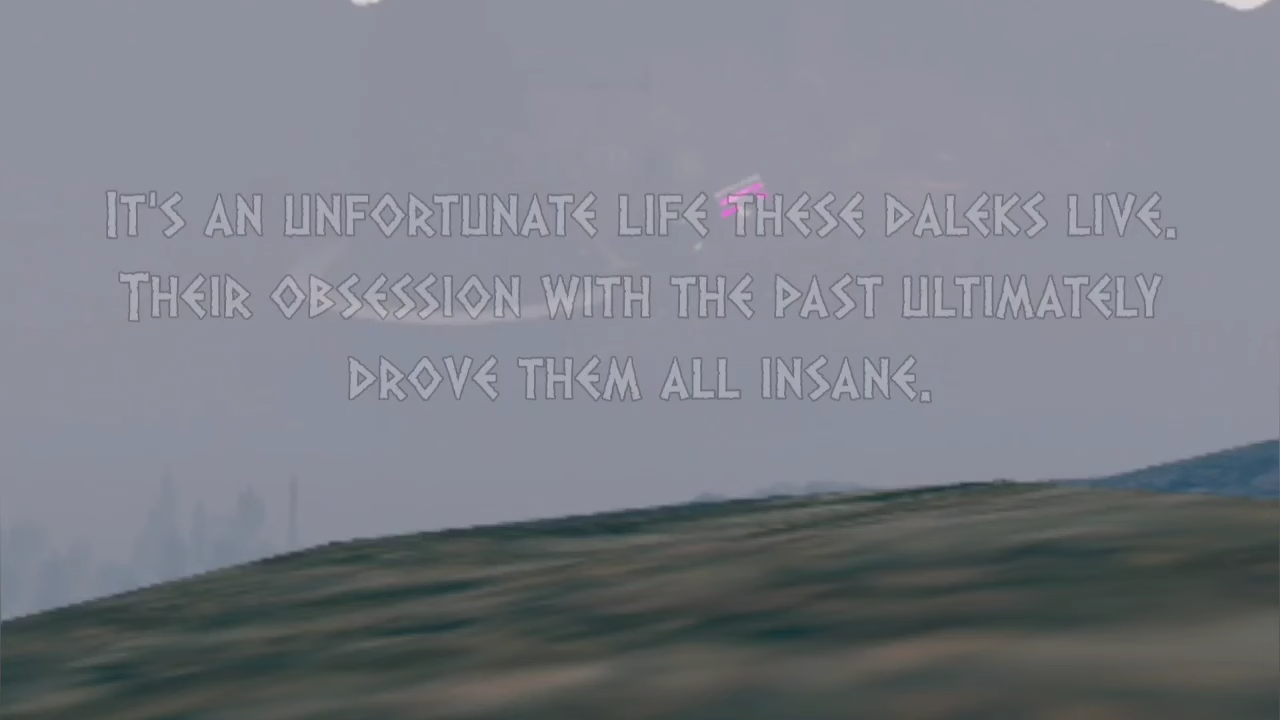 It's an unfortunate life these daleks live.
Their obsession with the past ultimately
drove them all insane.